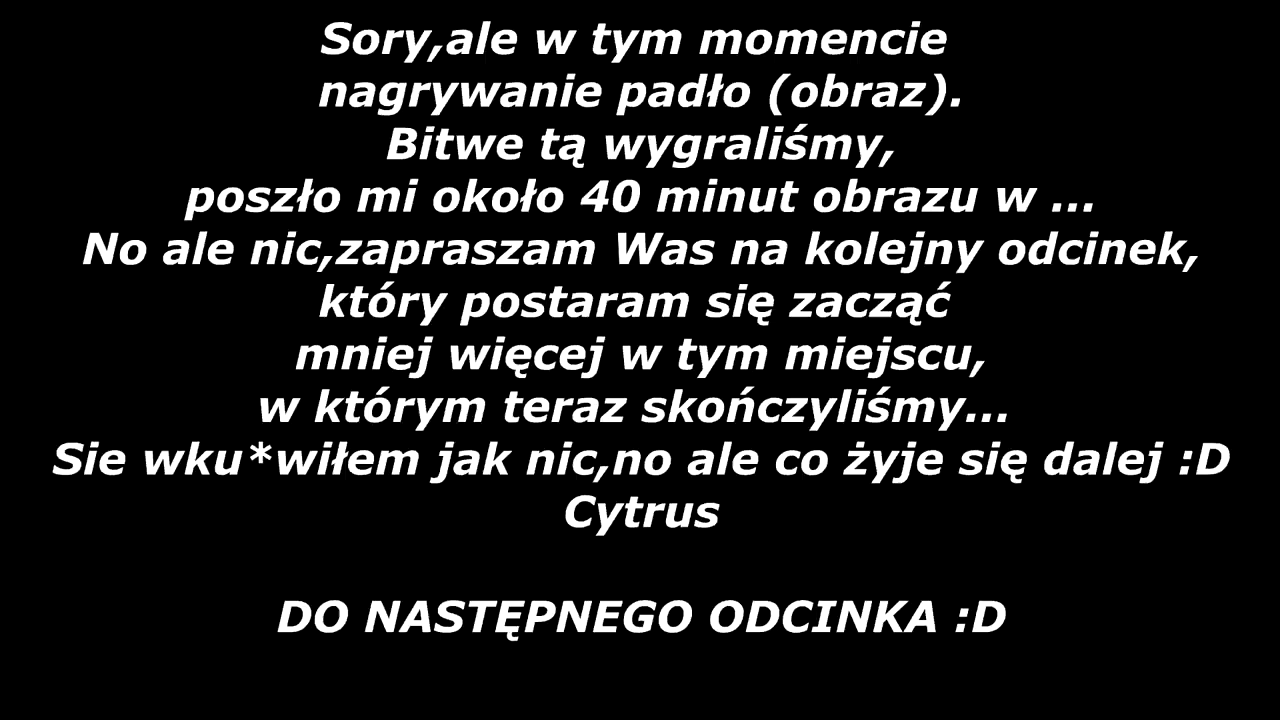 Sory,ale w tym momencie
nagrywanie padło (obraz).
Bitwe tą wygraliśmy,
poszło mi około 40 minut obrazu w ...
No ale nic,zapraszam Was na kolejny odcinek,
który postaram się zacząć
mniej więcej w tym miejscu,
w którym teraz skończyliśmy...
Sie wku*wiłem jak nic,no ale co żyje się dalej :D
Cytrus
DO NASTĘPNEGO ODCINKA :D